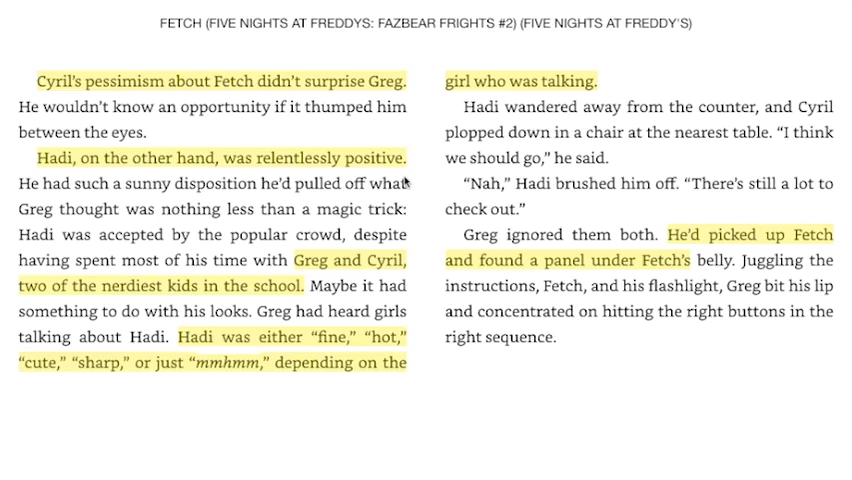 FETCH (FIVE NIGHTS AT FREDDYS: FAZBEAR FRIGHTS #2) (FIVE NIGHTS AT FREDDY'S)
Cyril’s pessimism about Fetch didn’t surprise Greg.
He wouldn’t know an opportunity if it thumped him
between the eyes.
Hadi, on the other hand, was relentlessly positive.
He had such a sunny disposition he’d pulled off what
Greg thought was nothing less than a magic trick:
Hadi was accepted by the popular crowd, despite
having spent most of his time with Greg and Cyril,
two of the nerdiest kids in the school. Maybe it had
something to do with his looks. Greg had heard girls
talking about Hadi. Hadi was either “fine,” “hot,”
“cute,” “sharp,” or just “mmhmm,” depending on the
girl who was talking.
Hadi wandered away from the counter, and Cyril
plopped down in a chair at the nearest table. “I think
we should go,” he said.
“Nah,” Hadi brushed him off. “There’s still a lot to
check out.”
Greg ignored them both. He’d picked up Fetch
and found a panel under Fetch’s belly. Juggling the
instructions, Fetch, and his flashlight, Greg bit his lip
and concentrated on hitting the right buttons in the
right sequence.